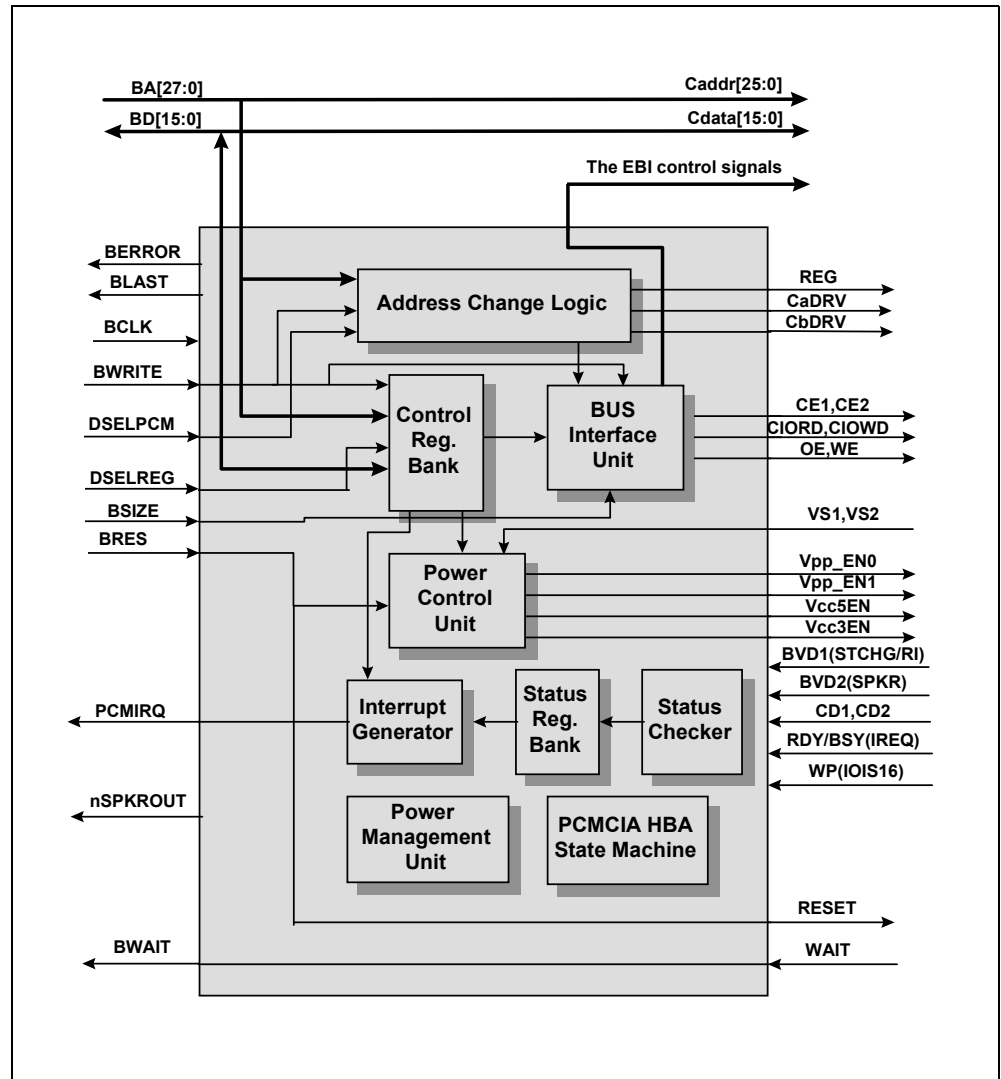 BA[27:0]
Caddr[25:0]
BD[15:0]
Cdata[15:0]
The EBI control signals
BERROR
BLAST
BCLK
BWRITE
DSELPCM
DSELREG
BSIZE
BRES
PCMIRQ
nSPKROUT
BWAIT
Address Change Logic
Control
Reg.
Bank
BUS
Interface
Unit
Power
Control
Unit
Interrupt
Generator
Status
Reg.
Bank
Status
Checker
Power
Management
Unit
PCMCIA HBA
State Machine
REG
CaDRV
CbDRV
CE1,CE2
CIORD,CIOWD
OE,WE
VS1,VS2
Vpp_EN0
Vpp_EN1
Vcc5EN
Vcc3EN
BVD1(STCHG/RI)
BVD2(SPKR)
CD1,CD2
RDY/BSY(IREQ)
WP(IOIS16)
RESET
WAIT